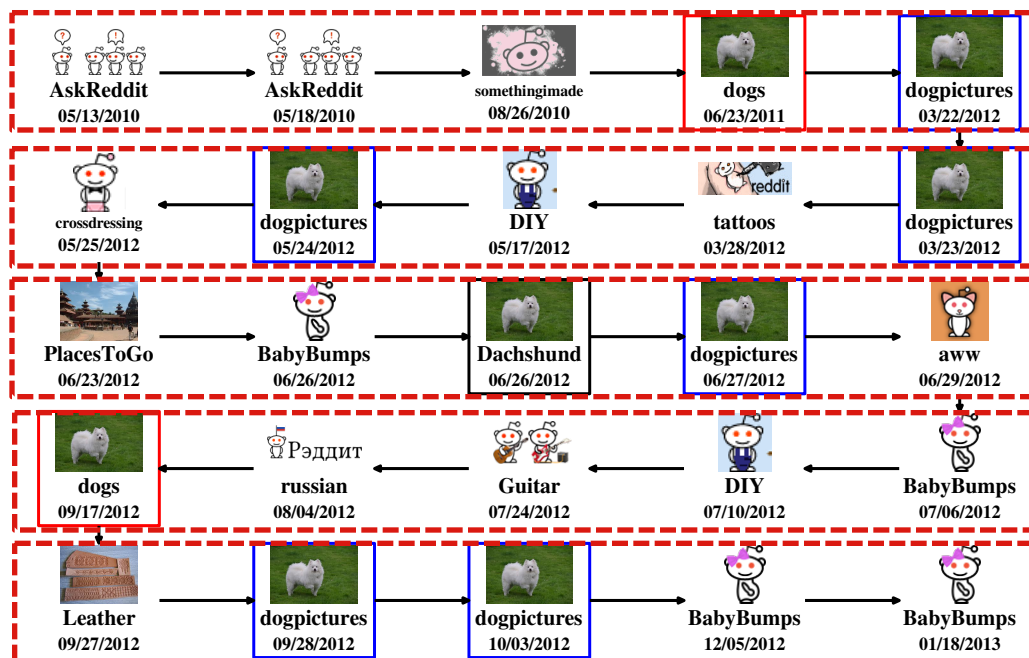 ? !
AskReddit
05/13/2010
? !
AskReddit
05/18/2010
somethingimade
08/26/2010
dogs
06/23/2011
dogpictures
03/22/2012
crossdressing
05/25/2012
dogpictures
05/24/2012
DIY
05/17/2012
reddit
tattoos
03/28/2012
dogpictures
03/23/2012
PlacesToGo
06/23/2012
BabyBumps
06/26/2012
Dachshund
06/26/2012
dogpictures
06/27/2012
aww
06/29/2012
dogs
09/17/2012
Рэддит
russian
08/04/2012
Guitar
07/24/2012
DIY
07/10/2012
BabyBumps
07/06/2012
Leather
09/27/2012
dogpictures
09/28/2012
dogpictures
10/03/2012
BabyBumps
12/05/2012
BabyBumps
01/18/2013